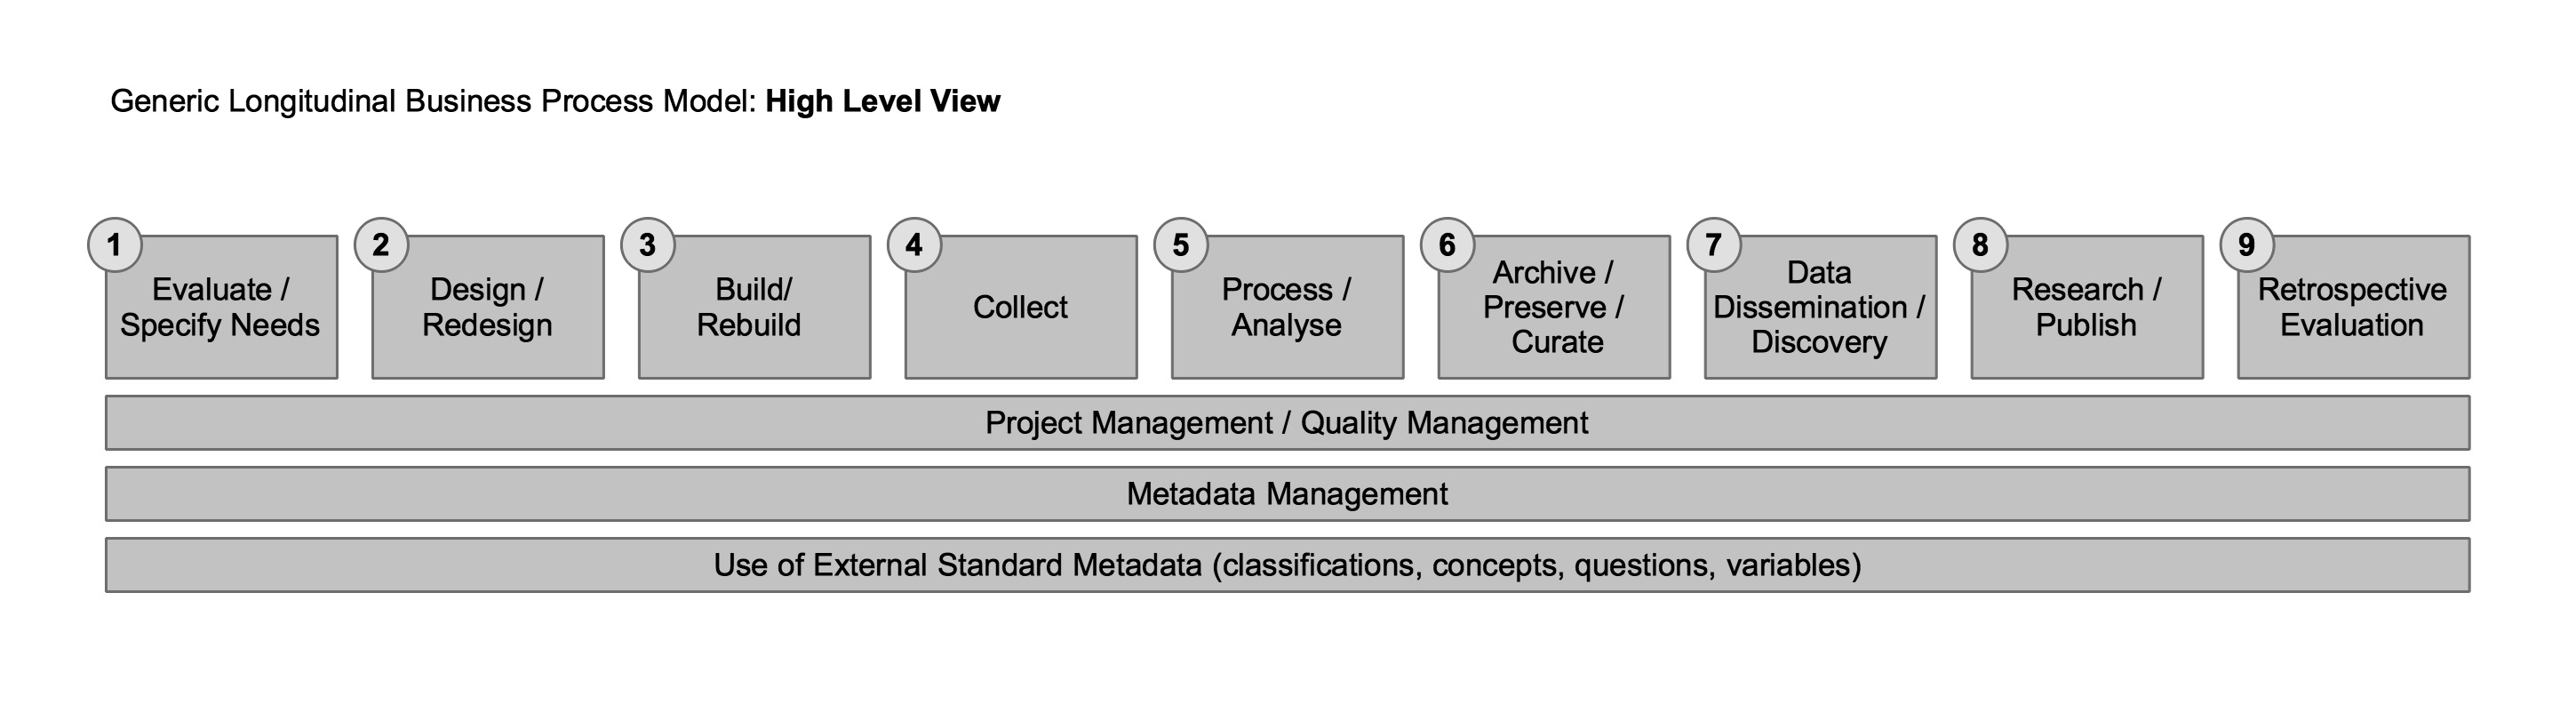 Generic Longitudinal Business Process Model: High Level View
1
Evaluate /
Specify Needs
2
Design /
Redesign
3
Build/
Rebuild
4
Collect
5
Process /
Analyse
6
Archive /
Preserve /
Curate
7
Data
Dissemination /
Discovery
8
Research /
Publish
9
Retrospective
Evaluation
Project Management / Quality Management
Metadata Management
Use of External Standard Metadata (classifications, concepts, questions, variables)